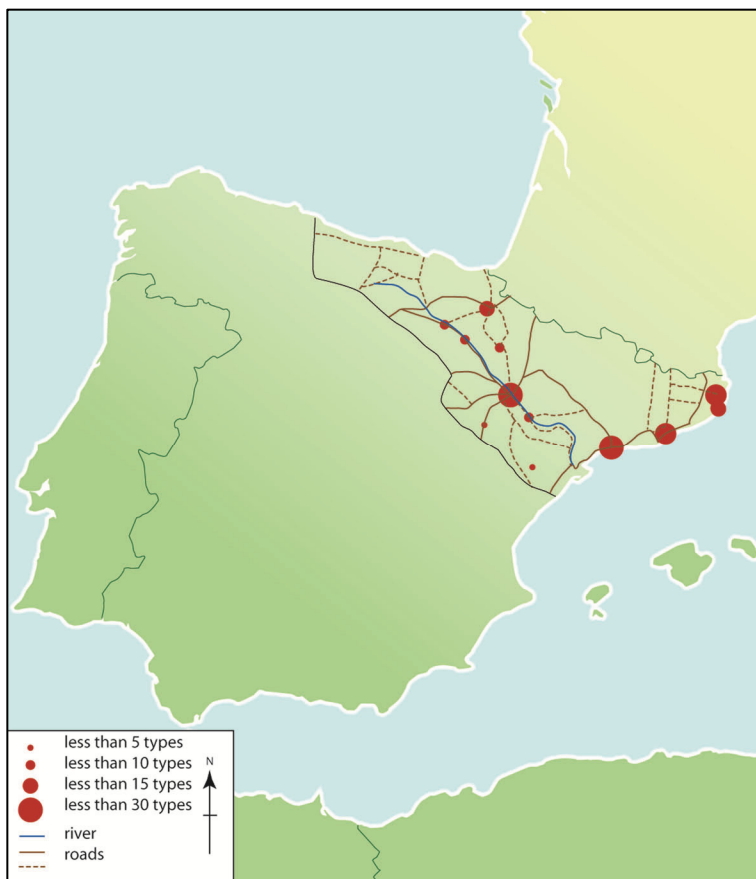 less than 5 types
less than 10 types
less than 15 types
less than 30 types
N
river
roads